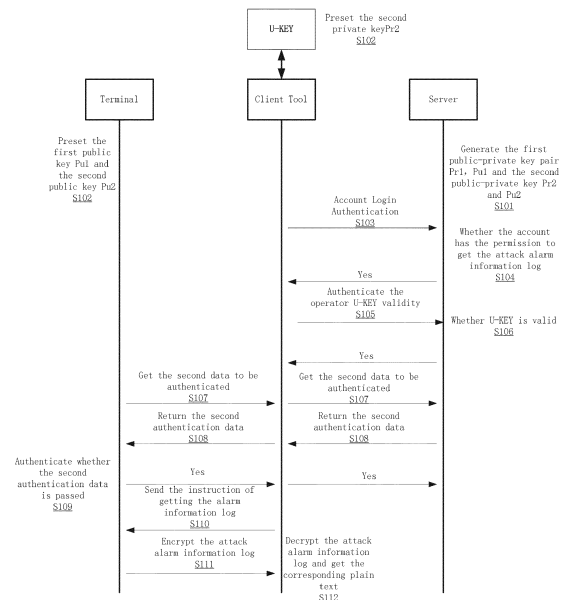 U-KEY
Preset the second
private keyPr2
S102
Terminal
Client Tool
Server
Preset the
first public
key Pu1 and
the second
public key Pu2
S102
Generate the first
public-private key pair
Pr1, Pu1 and the second
public-private key Pr2
and Pu2
S101
Account Login
Authentication
S103
Whether the account
has the permission to
get the attack alarm
information log
S104
Yes
Authenticate the
operator U-KEY validity
S105
Whether U-KEY is valid
S106
Yes
Get the second data to be
authenticated
S107
Get the second data to be
authenticated
S107
Return the second
authentication data
S108
Return the second
authentication data
S108
Authenticate whether
the second
authentication data
is passed
S109
Yes
Yes
Send the instruction of
getting the alarm
information log
S110
Encrypt the attack
alarm information log
S111
Decrypt the attack
alarm information
log and get the
corresponding plain
text
S112